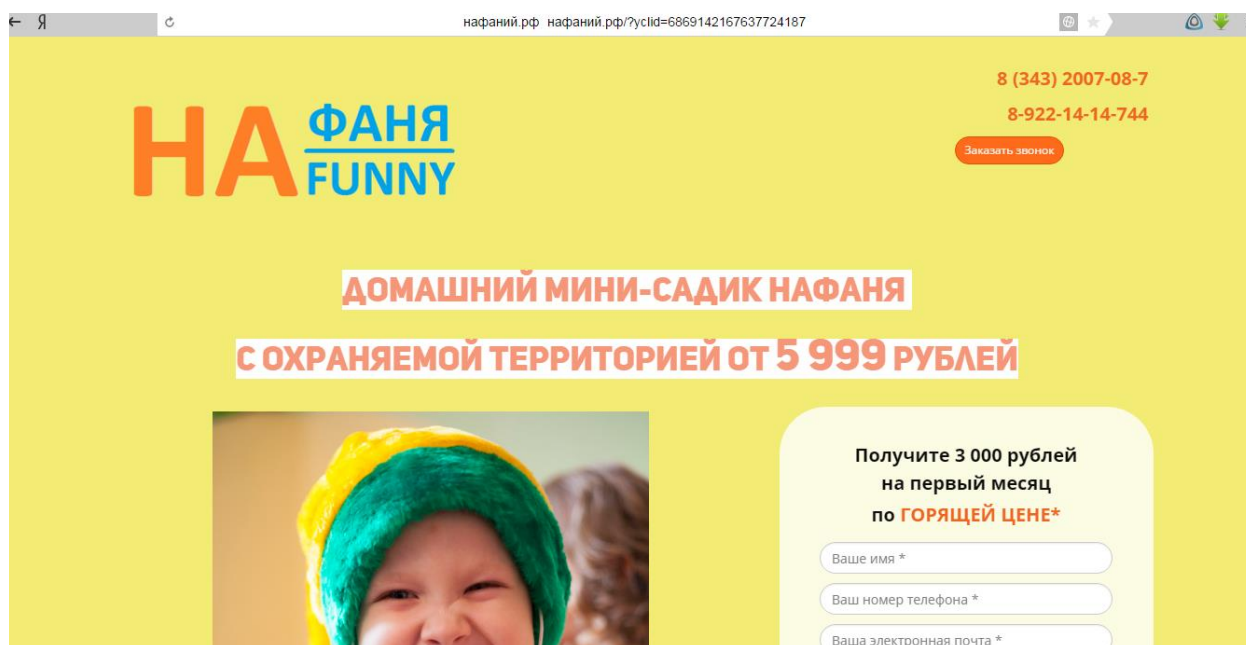 Я
нафаний.рф нафаний.рф/?yclid=6869142167637724187
8 (343) 2007-08-7
8-922-14-14-744
Заказать звонок
НА ФАНЯ
FUNNY
ДОМАШНИЙ МИНИ-САДИК НАФАНЯ
С ОХРАНЯЕМОЙ ТЕРРИТОРИЕЙ ОТ 5 999 РУБЛЕЙ
Получите 3 000 рублей
на первый месяц
по ГОРЯЩЕЙ ЦЕНЕ*
Ваше имя *
Ваш номер телефона *
Ваша электронная почта *